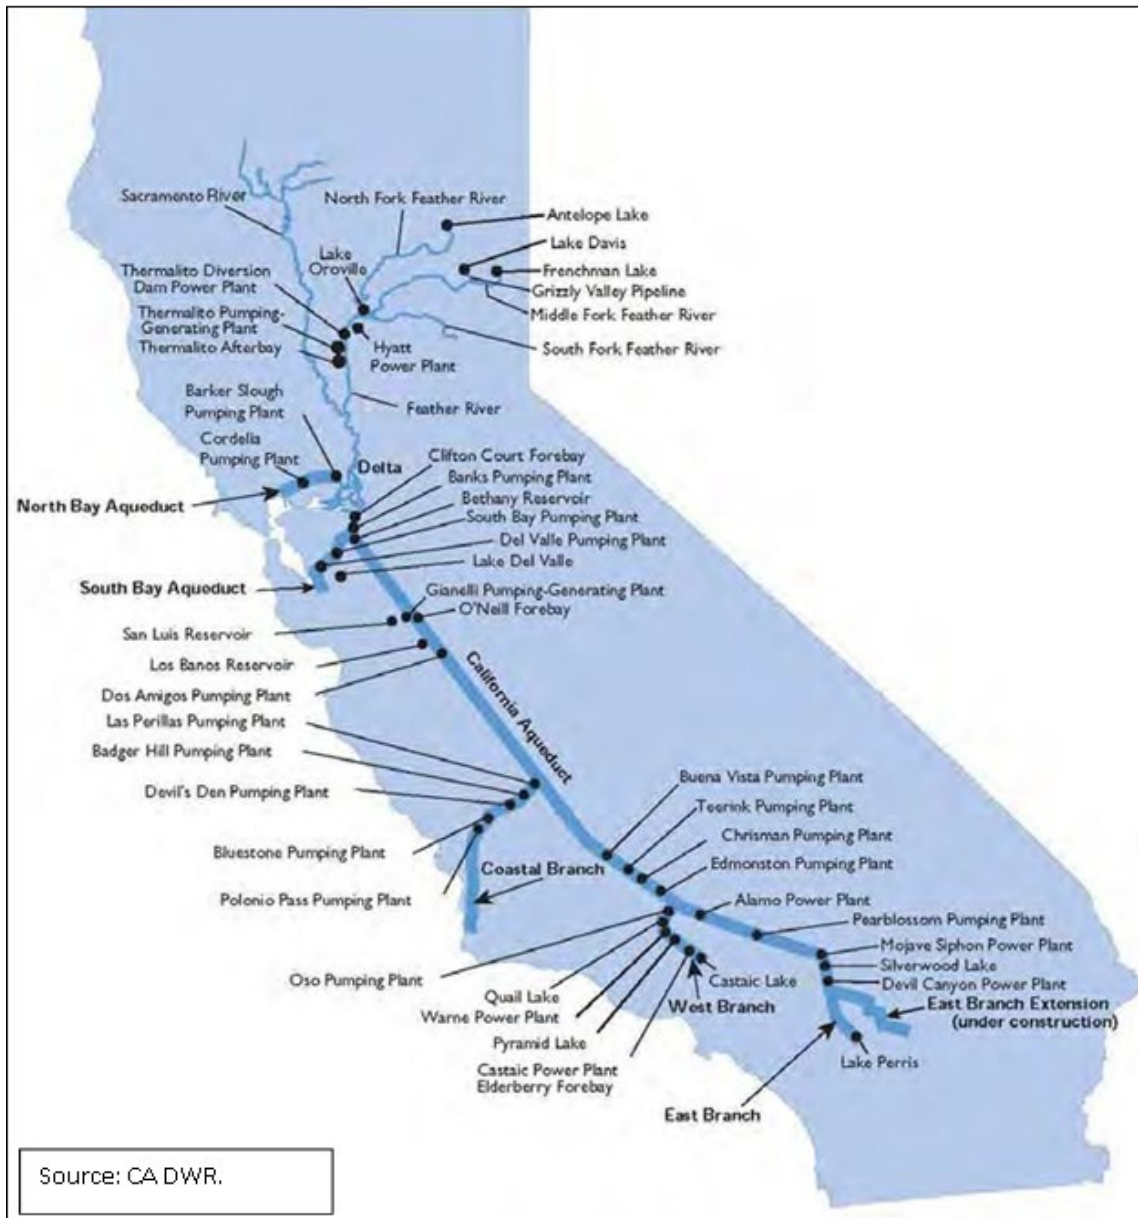 Sacramento River
North Fork Feather River
Antelope Lake
Lake Davis
Lake
Oroville
Frenchman Lake
Thermalito Diversion
Dam Power Plant
Grizzly Valley Pipeline
Middle Fork Feather River
Thermalito Pumping-
Generating Plant
Thermalito Afterbay
Hyatt
Power Plant
South Fork Feather River
Barker Slough
Pumping Plant
Feather River
Cordelia
Pumping Plant
Delta
Clifton Court Forebay
Banks Pumping Plant
Bethany Reservoir
North Bay Aqueduct
South Bay Pumping Plant
Del Valle Pumping Plant
Lake Del Valle
South Bay Aqueduct
Gianelli Pumping-Generating Plant
O'Neill Forebay
San Luis Reservoir
Los Banos Reservoir
Dos Amigos Pumping Plant
California Aqueduct
Las Perillas Pumping Plant
Badger Hill Pumping Plant
Devil's Den Pumping Plant
Bluestone Pumping Plant
Polonio Pass Pumping Plant
Coastal Branch
Buena Vista Pumping Plant
Teerink Pumping Plant
Chrisman Pumping Plant
Edmonston Pumping Plant
Alamo Power Plant
Pearblossom Pumping Plant
Mojave Siphon Power Plant
Silverwood Lake
Devil Canyon Power Plant
East Branch Extension
(under construction)
Oso Pumping Plant
Quail Lake
Warne Power Plant
Pyramid Lake
Castaic Power Plant
Elderberry Forebay
Castaic Lake
West Branch
Lake Perris
East Branch
Source: CA DWR.